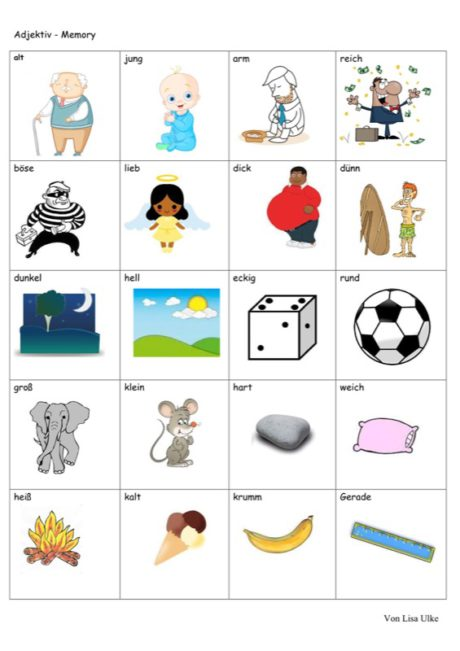 Adjektiv - Memory
alt
jung
arm
reich
böse
lieb
dick
dünn
dunkel
hell
eckig
rund
groß
klein
hart
weich
heiß
kalt
krumm
Gerade
Von Lisa Ulke